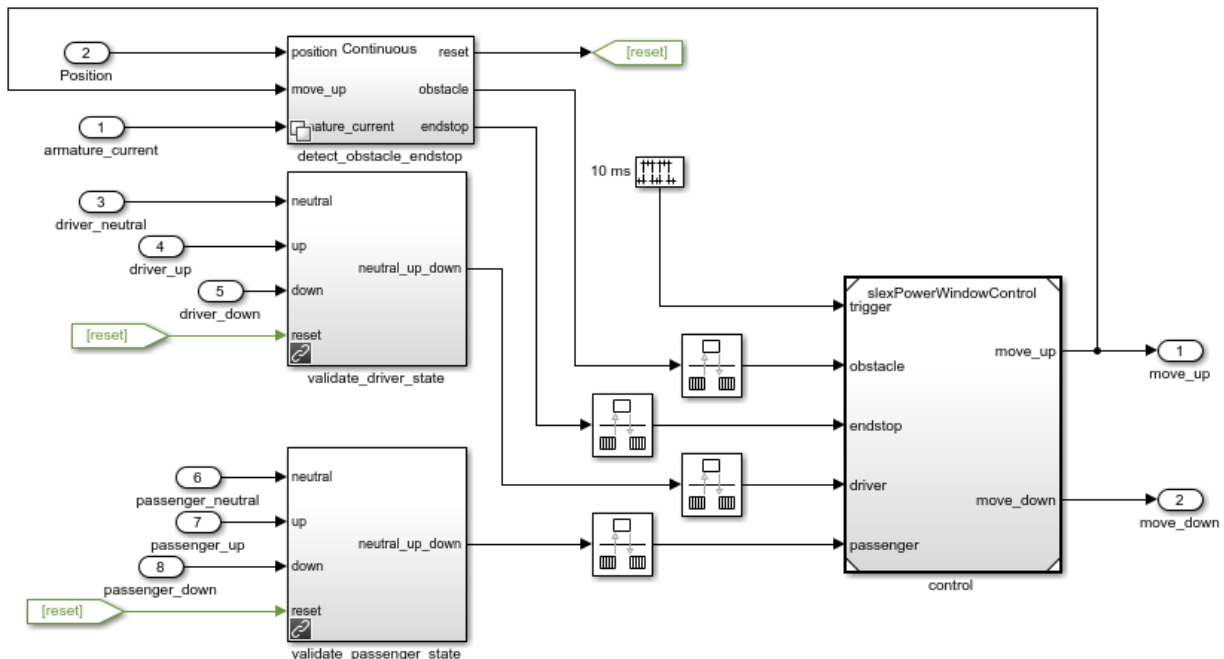 2
Position
1
armature_current
position
Continuous
reset
move_up
obstacle
nature_current
endstop
detect_obstacle_endstop
[reset]
10 ms
3
driver_neutral
4
driver_up
5
driver_down
[reset]
neutral
up
neutral_up_down
down
reset
validate_driver_state
6
passenger_neutral
7
passenger_up
8
passenger_down
[reset]
neutral
up
neutral_up_down
down
reset
validate_passenger_state
slexPowerWindowControl
trigger
move_up
obstacle
endstop
driver
move_down
passenger
control
1
move_up
2
move_down